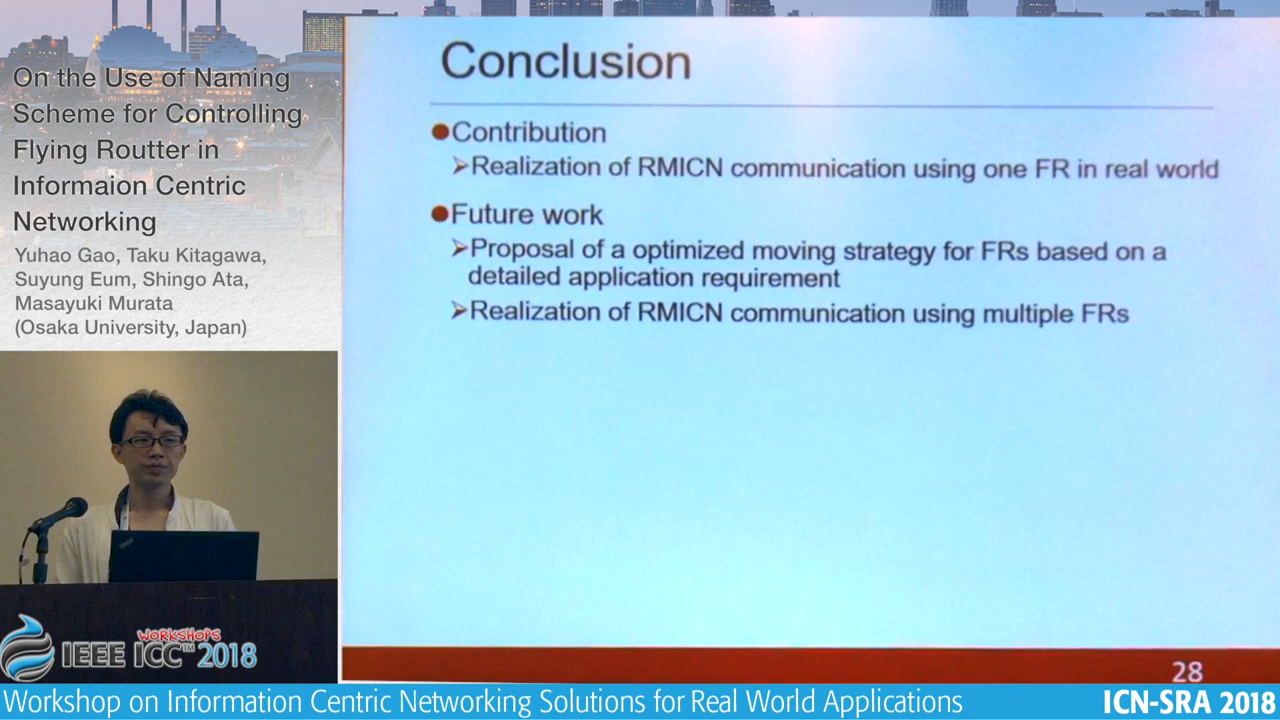 On the Use of Naming
Scheme for Controlling
Flying Routter in
Informaion Centric
Networking
Yuhao Gao, Taku Kitagawa,
Suyung Eum, Shingo Ata,
Masayuki Murata
(Osaka University, Japan)
Conclusion
Contribution
Realization of RMICN communication using one FR in real world
Future work
Proposal of a optimized moving strategy for FRs based on a
detailed application requirement
Realization of RMICN communication using multiple FRs
28
WORKSHOPS
IEEE ICC™ 2018
Workshop on Information Centric Networking Solutions for Real World Applications
ICN-SRA 2018